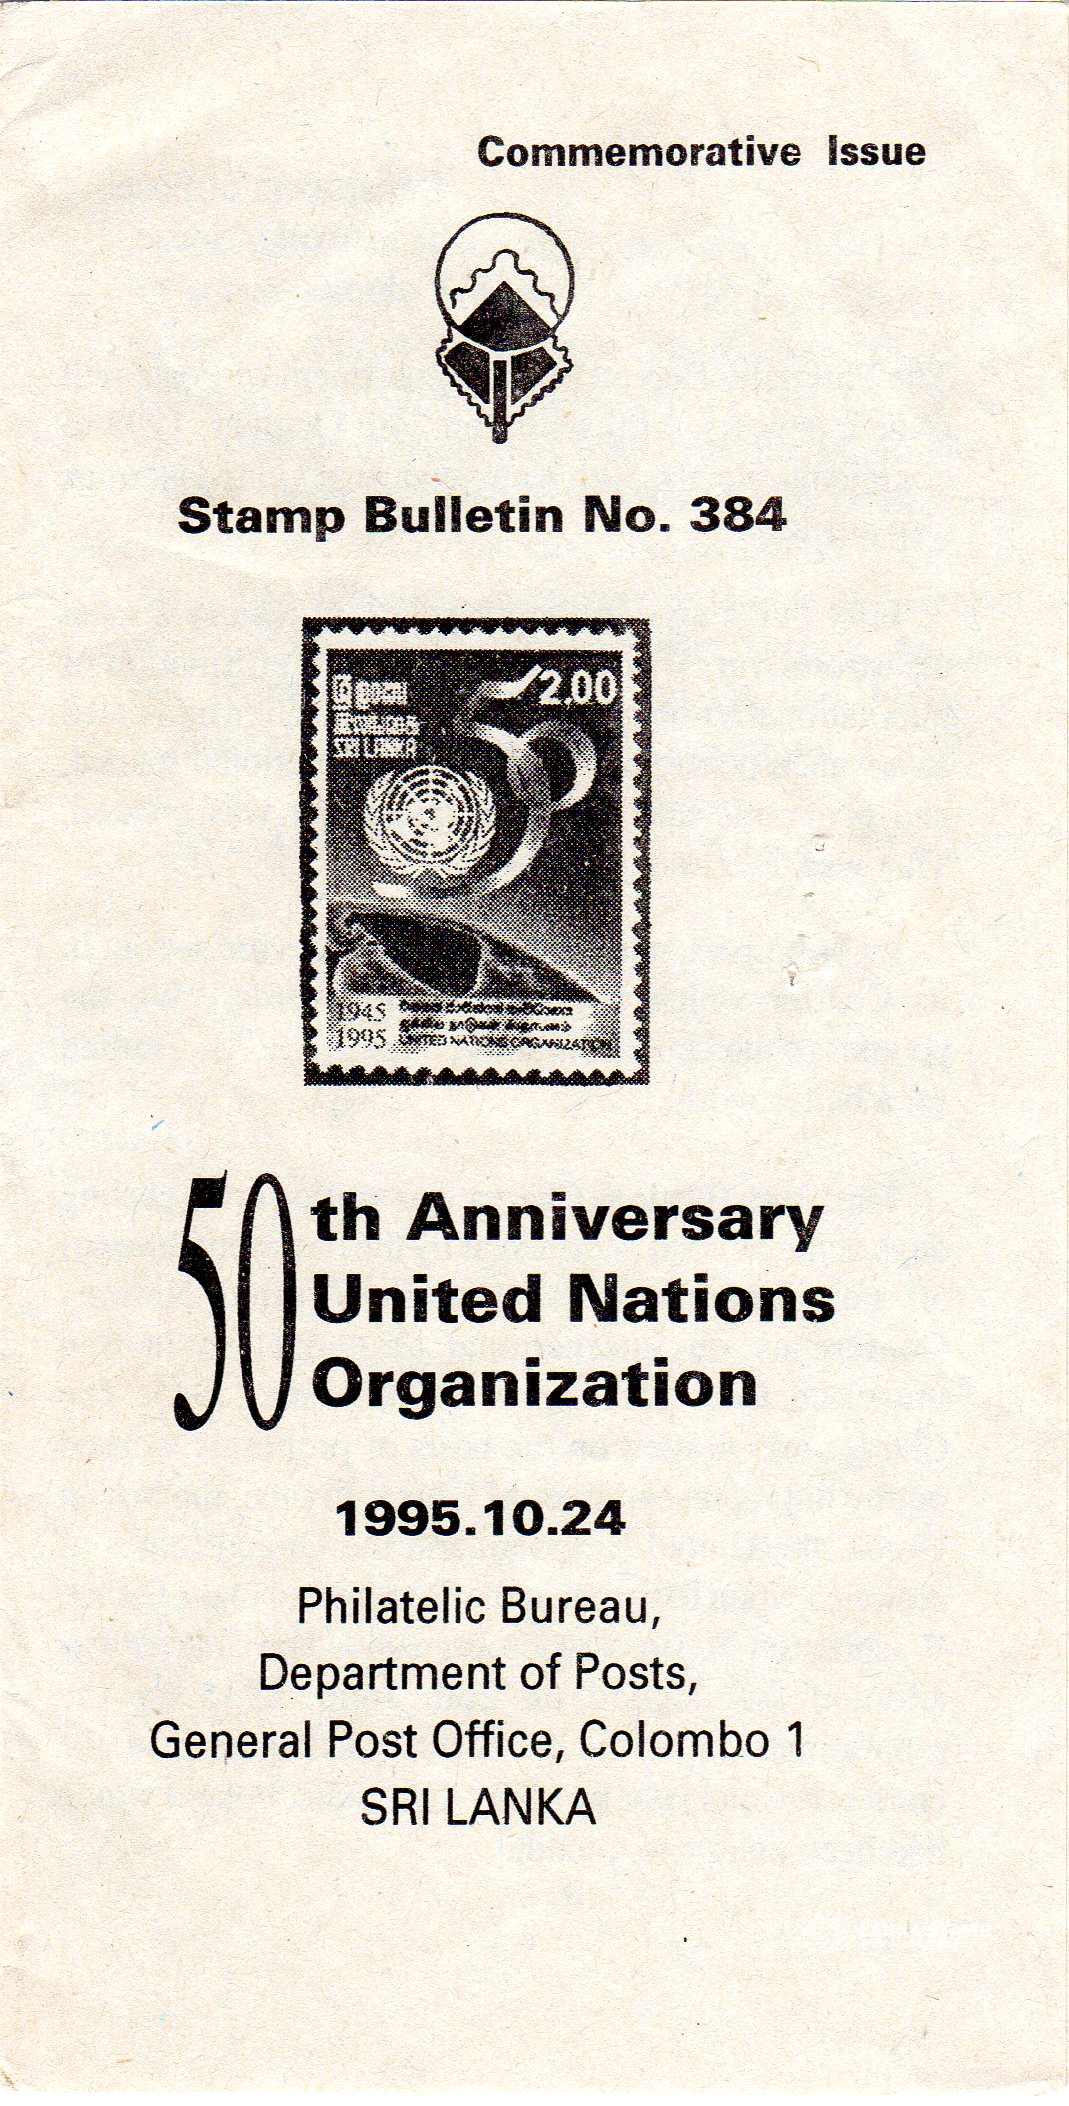 Commemorative Issue
Stamp Bulletin No. 384
2.00
SRI LANKA
1945
1995
UNITED NATIONS ORGANIZATION
50th Anniversary
United Nations
Organization
1995.10.24
Philatelic Bureau,
Department of Posts,
General Post Office, Colombo 1
SRI LANKA